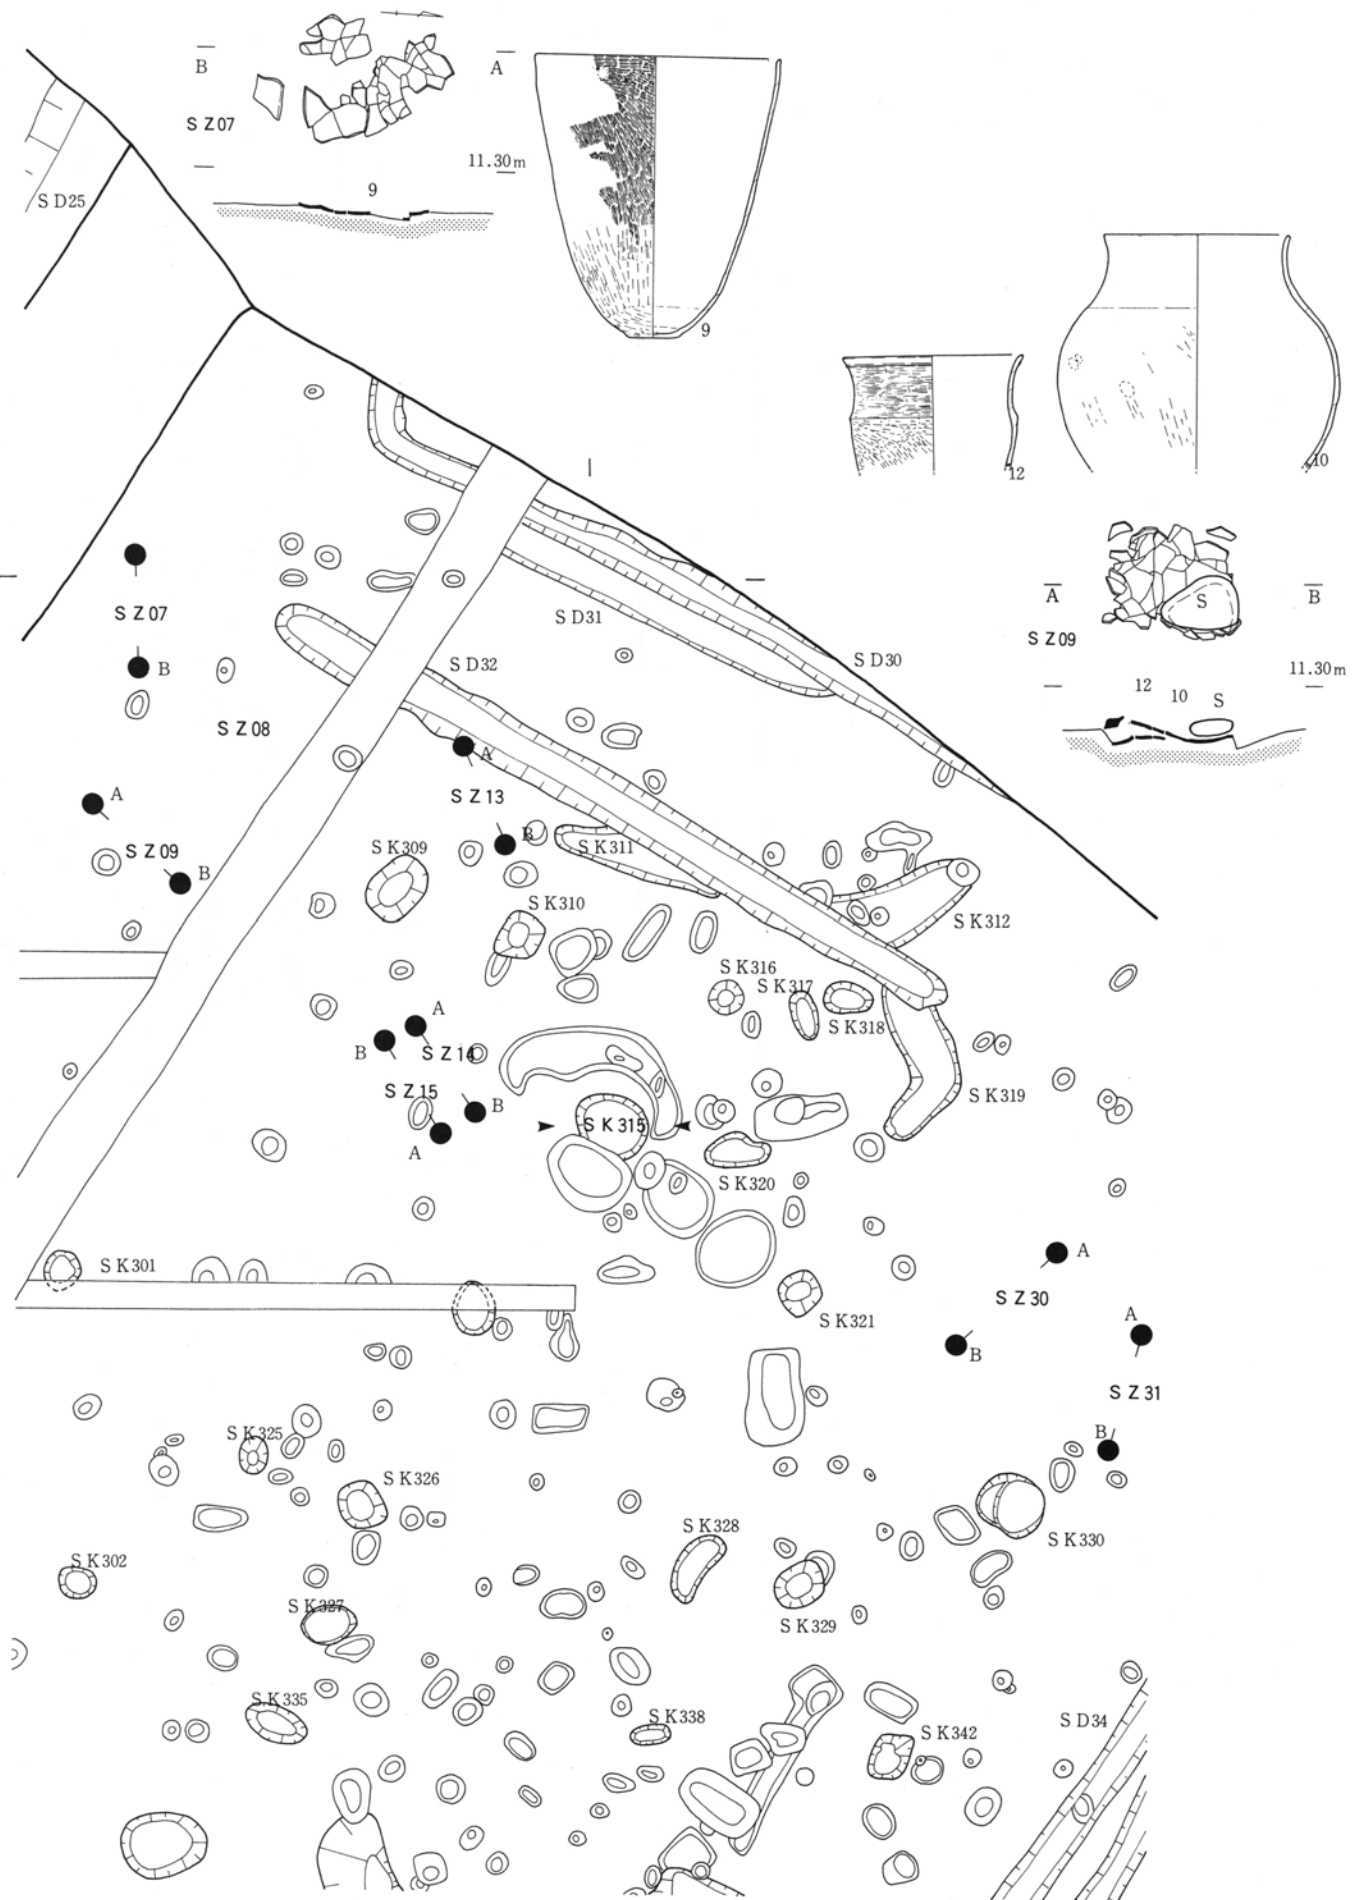 B
A
S Z 07
11.30m
9
9
S D25
12
10
A
S
B
S Z 09
11.30m
12
10
S
S D31
S Z 07
S D30
B
S D32
S Z 08
A
A
S Z 13
S Z 09
B
B
S K309
S K311
S K310
S K312
S K316
S K317
S K318
A
B
S Z 14
S Z 15
B
S K319
S K315
A
S K320
A
S K301
S Z 30
A
S K321
B
S Z 31
B
S K325
S K326
S K328
S K330
S K302
S K327
S K329
S K335
S K338
S K342
S D34